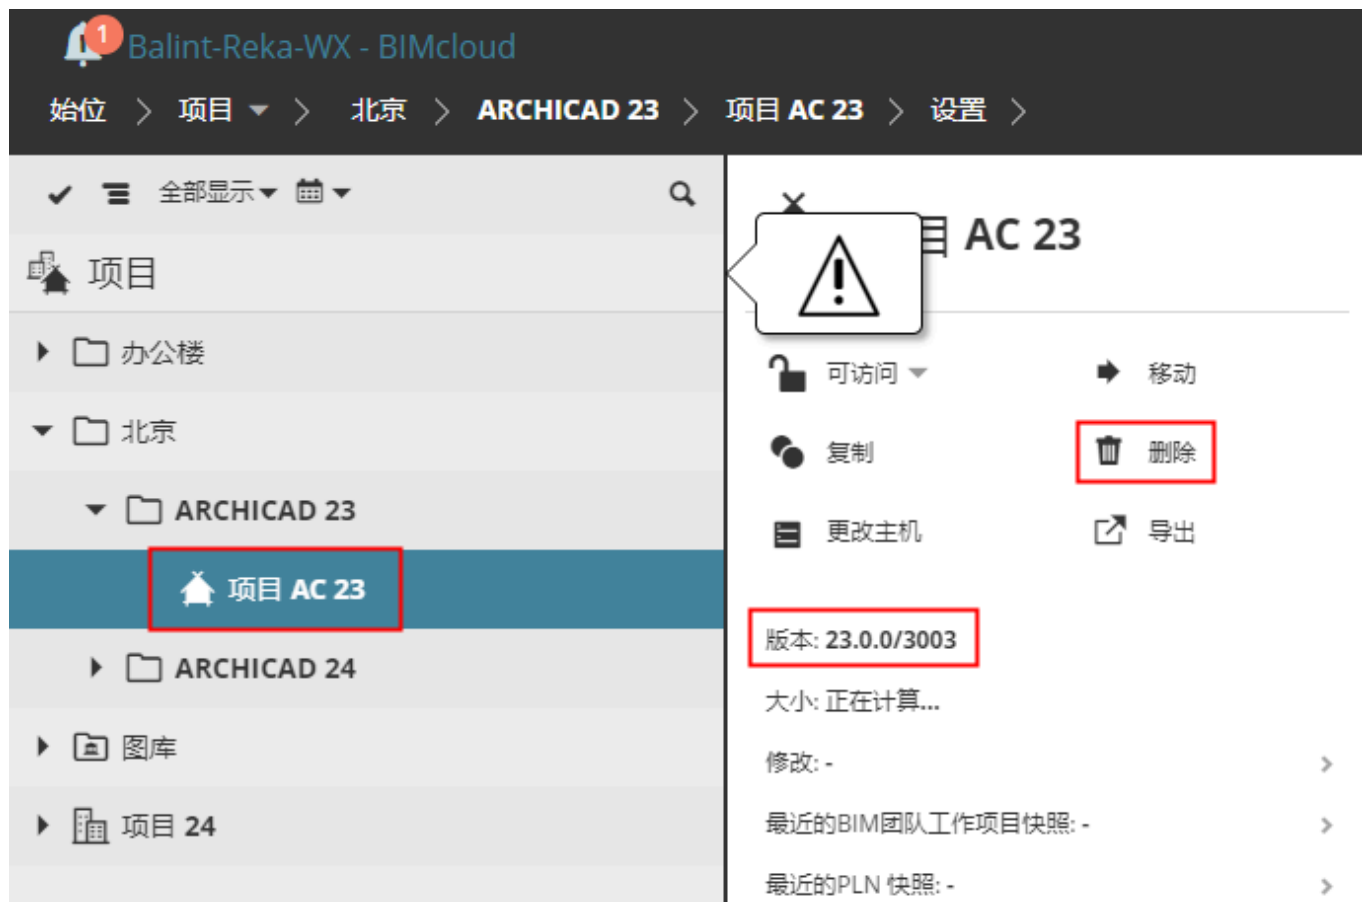 1
Balint-Reka-WX - BIMcloud
始位 > 项目 > 北京 > ARCHICAD 23 > 项目 AC 23 > 设置 >
全部显示
项目
办公楼
北京
ARCHICAD 23
项目 AC 23
ARCHICAD 24
图库
项目 24
目 AC 23
可访问
移动
复制
删除
更改主机
导出
版本: 23.0.0/3003
大小: 正在计算...
修改: -
最近的BIM团队工作项目快照: -
最近的PLN 快照: -